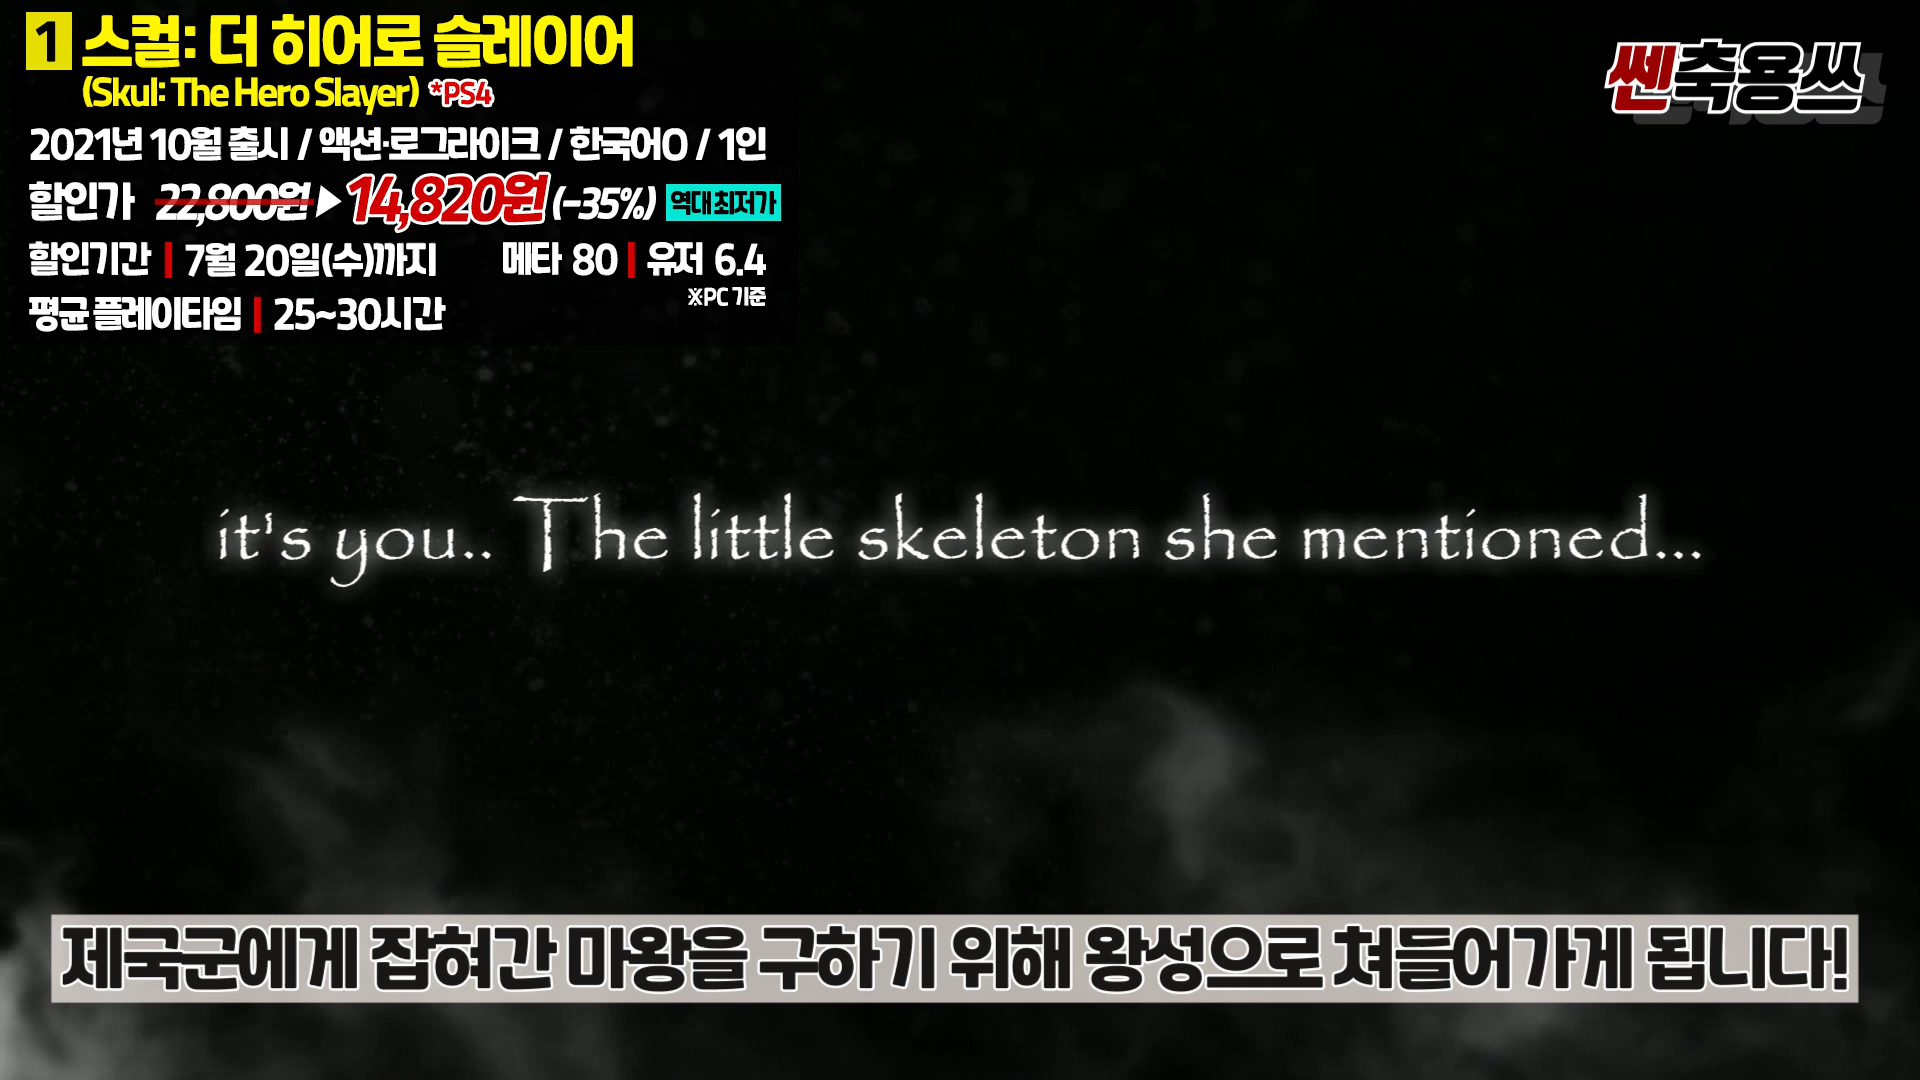 1 스컬: 더 히어로 슬레이어
(Skul: The Hero Slayer) *PS4
쎈축용쓰
2021년 10월 출시 / 액션·로그라이크 / 한국어O / 1인
할인가 22,800원▶14,820원 (-35%) 역대 최저가
할인기간 | 7월 20일(수)까지 메타 80 | 유저 6.4
※PC 기준
평균 플레이타임 | 25~30시간
it's you.. The little skeleton she mentioned...
제국군에게 잡혀간 마왕을 구하기 위해 왕성으로 쳐들어가게 됩니다!